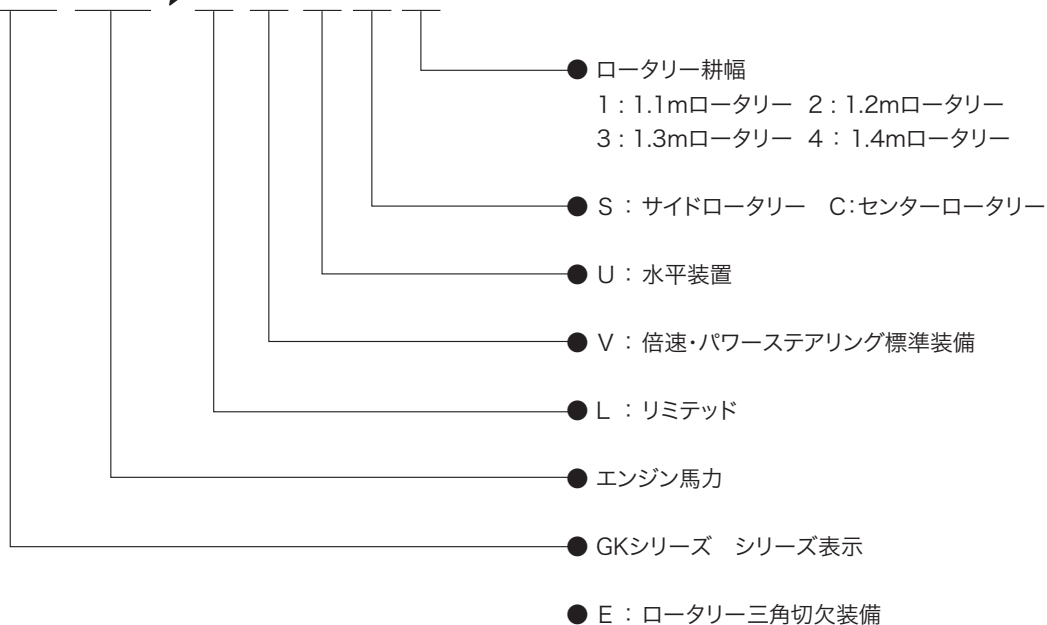 ● ロータリー耕幅
1 : 1.1mロータリー 2 : 1.2mロータリー
3 : 1.3mロータリー 4 : 1.4mロータリー
● S : サイドロータリー C:センターロータリー
● U : 水平装置
● V : 倍速・パワーステアリング標準装備
● L : リミテッド
● エンジン馬力
● GKシリーズ シリーズ表示
● E : ロータリー三角切欠装備